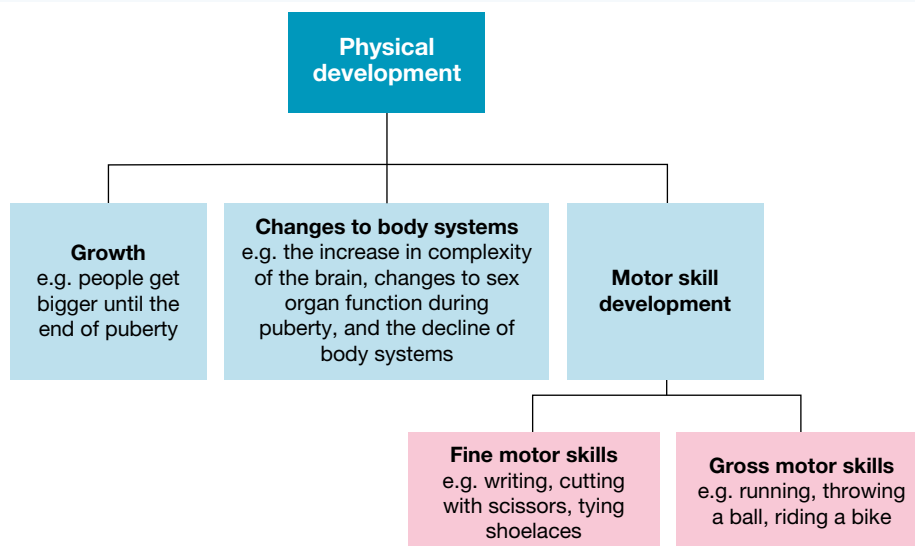 Physical
development
Growth
e.g. people get
bigger until the
end of puberty
Changes to body systems
e.g. the increase in complexity
of the brain, changes to sex
organ function during
puberty, and the decline of
body systems
Motor skill
development
Fine motor skills
e.g. writing, cutting
with scissors, tying
shoelaces
Gross motor skills
e.g. running, throwing
a ball, riding a bike